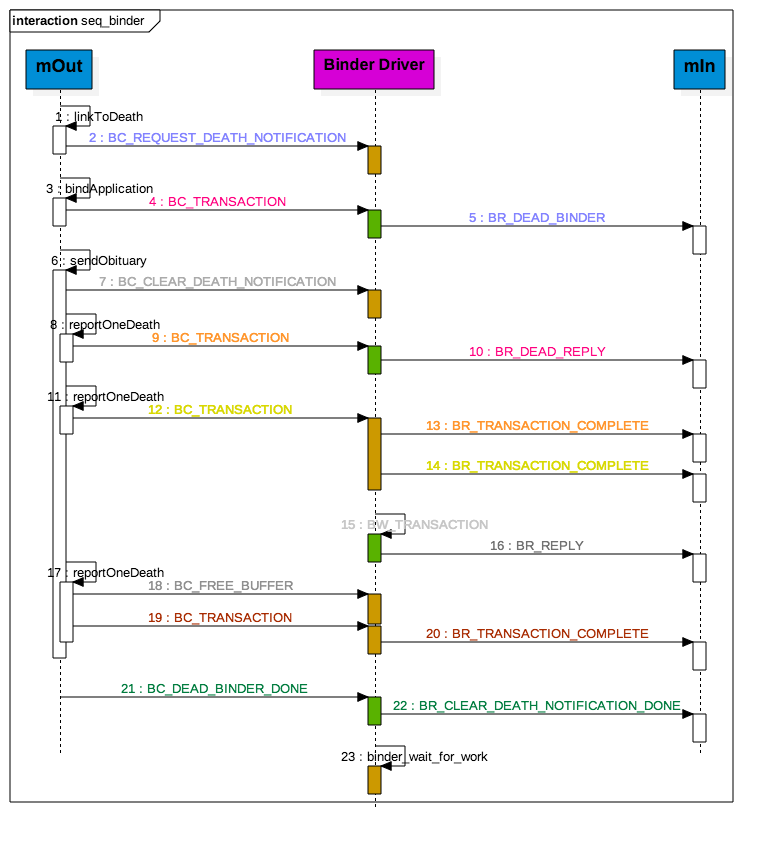 interaction seq_binder
mOut
Binder Driver
mIn
1 : linkToDeath
2 : BC_REQUEST_DEATH_NOTIFICATION
3 : bindApplication
4 : BC_TRANSACTION
5 : BR_DEAD_BINDER
6 : sendObituary
7 : BC_CLEAR_DEATH_NOTIFICATION
8 : reportOneDeath
9 : BC_TRANSACTION
10 : BR_DEAD_REPLY
11 : reportOneDeath
12 : BC_TRANSACTION
13 : BR_TRANSACTION_COMPLETE
14 : BR_TRANSACTION_COMPLETE
15 : BW_TRANSACTION
16 : BR_REPLY
17 : reportOneDeath
18 : BC_FREE_BUFFER
19 : BC_TRANSACTION
20 : BR_TRANSACTION_COMPLETE
21 : BC_DEAD_BINDER_DONE
22 : BR_CLEAR_DEATH_NOTIFICATION_DONE
23 : binder_wait_for_work